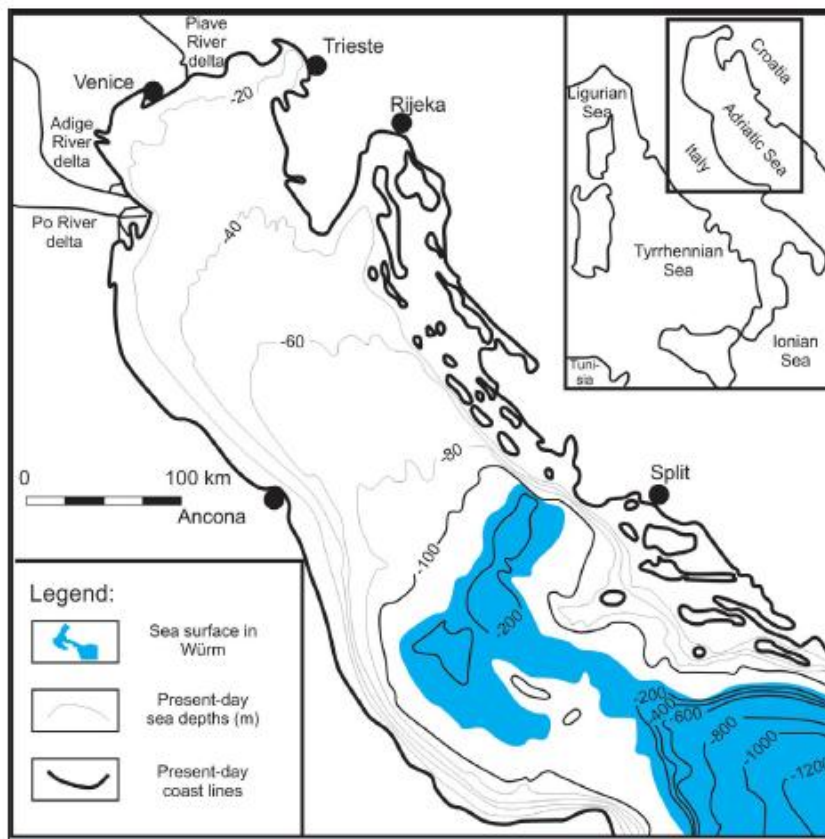 Piave
River
delta
Trieste
Venice
-20
Rijeka
Adige
River
delta
-40
Po River
delta
-60
-80
0 100 km
Split
Ancona
-100
-200
-200
-400
-600
-800
-1000
-1200
Ligurian
Sea
Croatia
Adriatic Sea
Italy
Tyrrhennian
Sea
Ionian
Sea
Tuni-
sia
Legend:
Sea surface in
Würm
Present-day
sea depths (m)
Present-day
coast lines